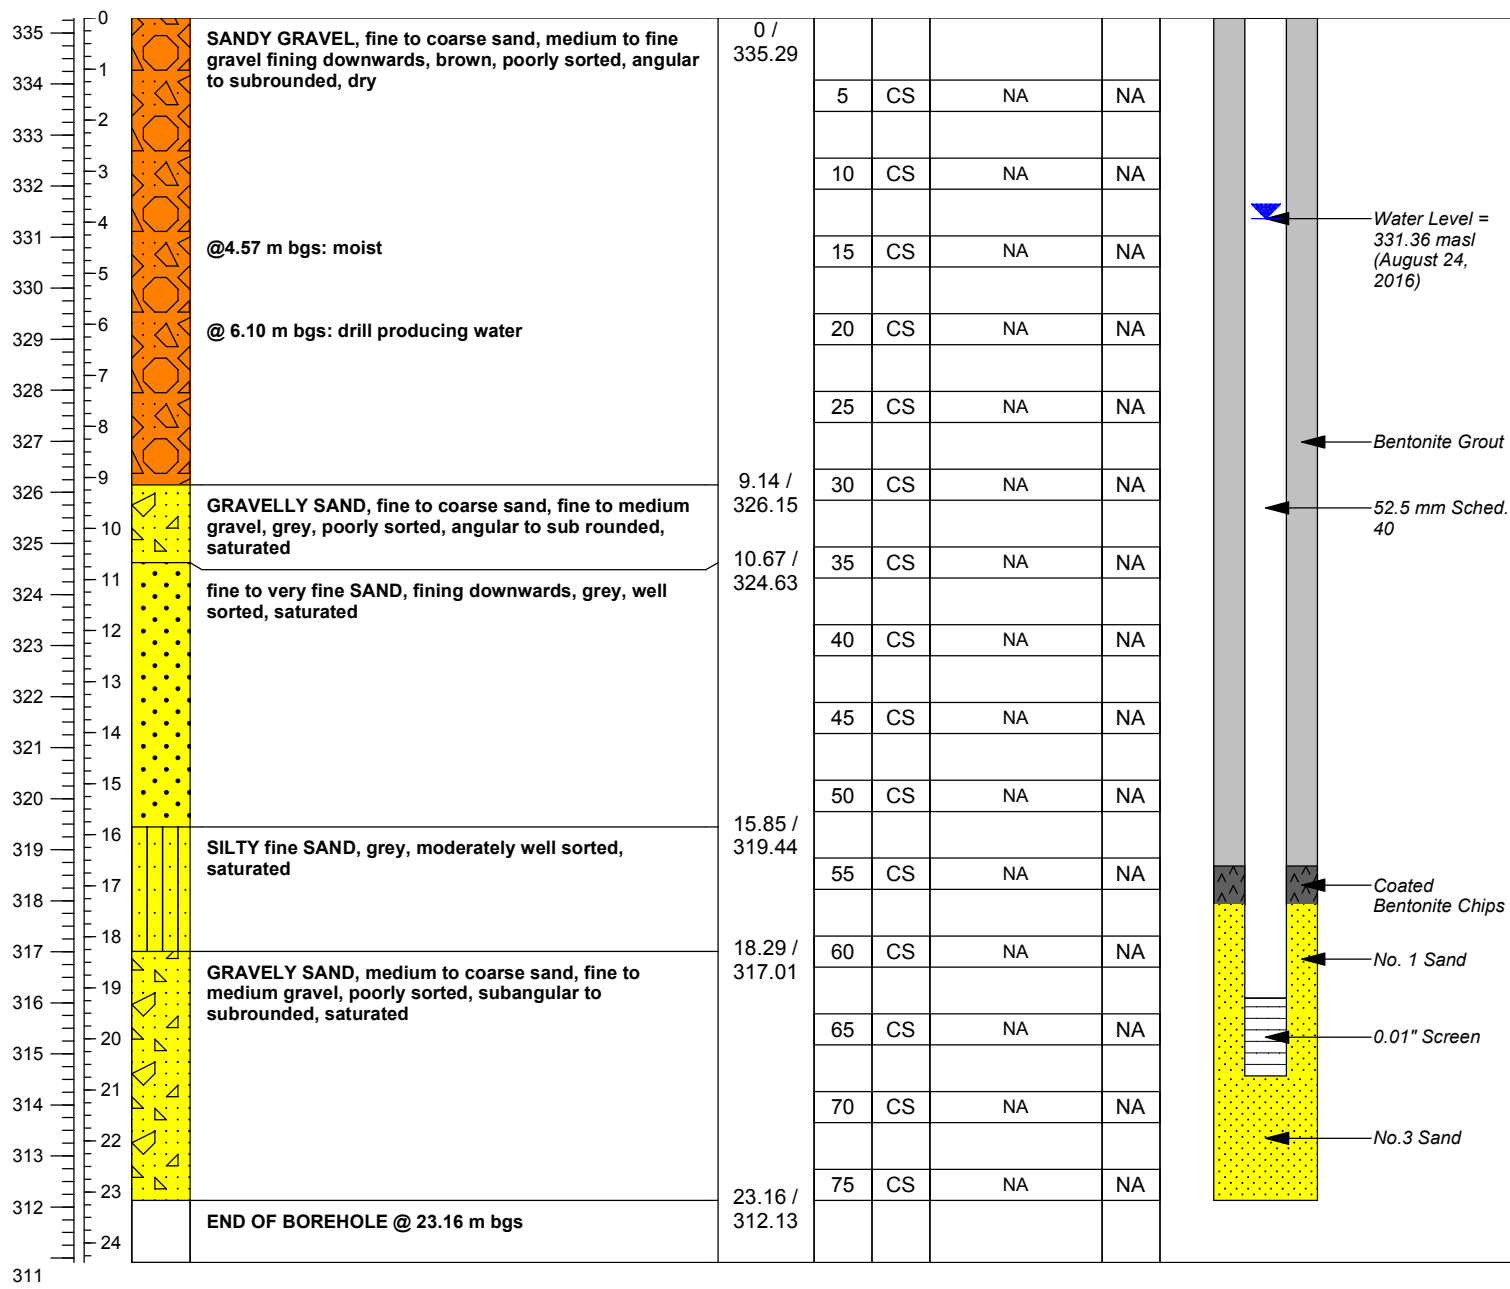 335
334
333
332
331
330
329
328
327
326
325
324
323
322
321
320
319
318
317
316
315
314
313
312
311
0
1
2
3
4
5
6
7
8
9
10
11
12
13
14
15
16
17
18
19
20
21
22
23
24
SANDY GRAVEL, fine to coarse sand, medium to fine
gravel fining downwards, brown, poorly sorted, angular
to subrounded, dry
@4.57 m bgs: moist
@ 6.10 m bgs: drill producing water
GRAVELLY SAND, fine to coarse sand, fine to medium
gravel, grey, poorly sorted, angular to sub rounded,
saturated
fine to very fine SAND, fining downwards, grey, well
sorted, saturated
SILTY fine SAND, grey, moderately well sorted,
saturated
GRAVELY SAND, medium to coarse sand, fine to
medium gravel, poorly sorted, subangular to
subrounded, saturated
END OF BOREHOLE @ 23.16 m bgs
0 /
335.29
9.14 /
326.15
10.67 /
324.63
15.85 /
319.44
18.29 /
317.01
23.16 /
312.13
5 CS NA NA
10 CS NA NA
15 CS NA NA
20 CS NA NA
25 CS NA NA
30 CS NA NA
35 CS NA NA
40 CS NA NA
45 CS NA NA
50 CS NA NA
55 CS NA NA
60 CS NA NA
65 CS NA NA
70 CS NA NA
75 CS NA NA
Water Level =
331.36 masl
(August 24,
2016)
Bentonite Grout
52.5 mm Sched.
40
Coated
Bentonite Chips
No. 1 Sand
0.01" Screen
No.3 Sand